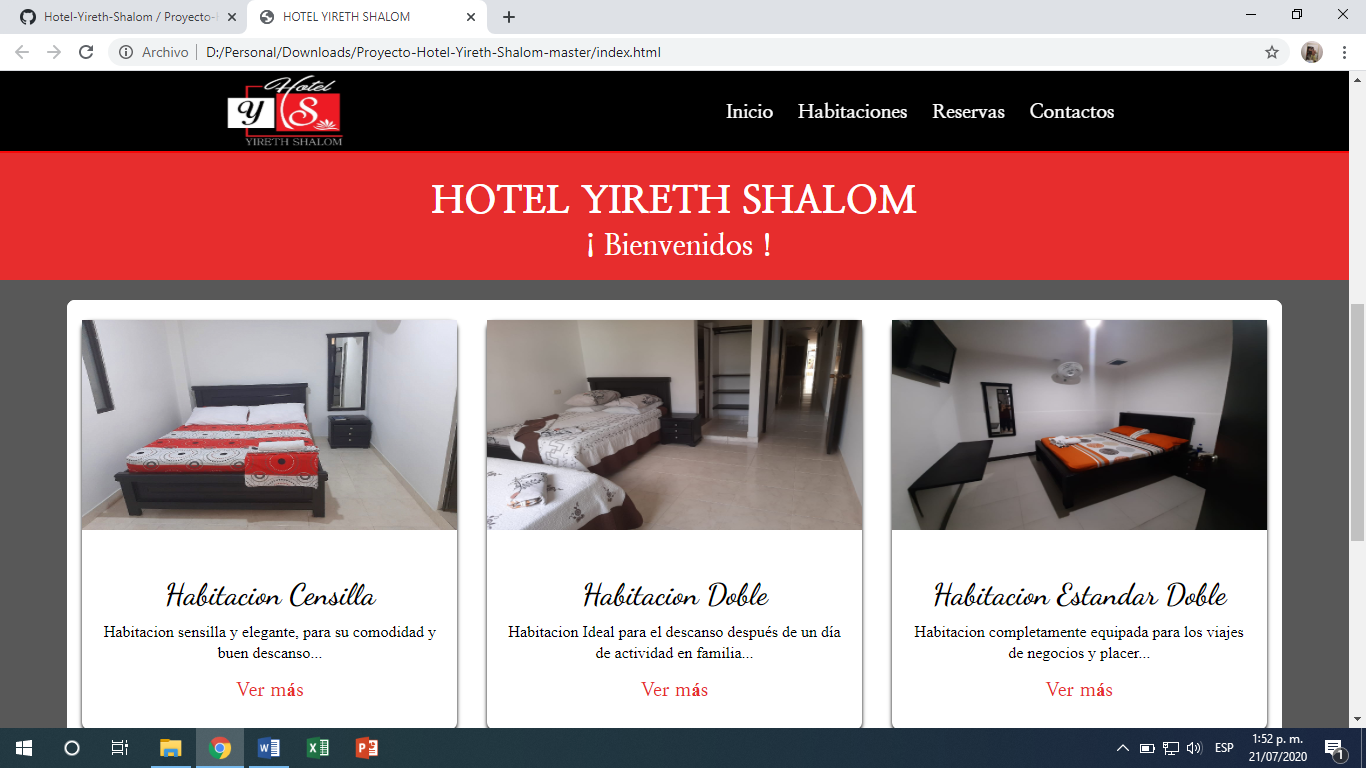 Hotel-Yireth-Shalom / Proyecto-
HOTEL YIRETH SHALOM
Archivo
D:/Personal/Downloads/Proyecto-Hotel-Yireth-Shalom-master/index.html
Hotel
Y S
YIRETH SHALOM
Inicio Habitaciones Reservas Contactos
HOTEL YIRETH SHALOM
¡ Bienvenidos !
Habitacion Censilla
Habitacion sensilla y elegante, para su comodidad y
buen descanso...
Ver más
Habitacion Doble
Habitacion Ideal para el descanso después de un día
de actividad en familia...
Ver más
Habitacion Estandar Doble
Habitacion completamente equipada para los viajes
de negocios y placer...
Ver más
ESP
1:52 p. m.
21/07/2020
1